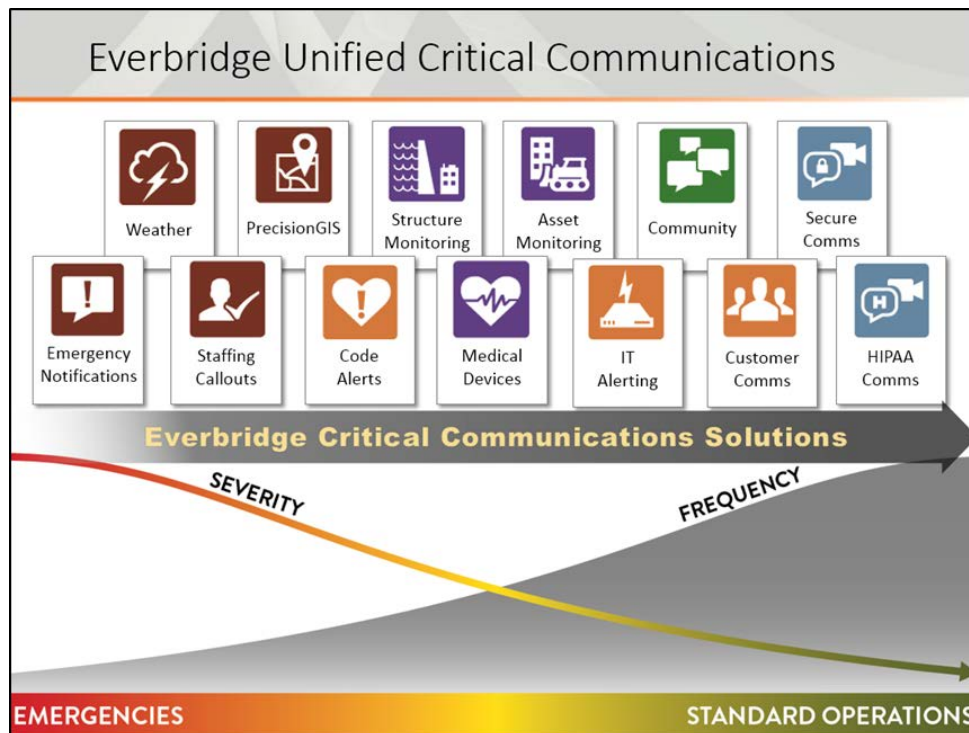 Everbridge Unified Critical Communications
Weather
PrecisionGIS
Structure
Monitoring
Asset
Monitoring
Community
Secure
Comms
Emergency
Notifications
Staffing
Callouts
Code
Alerts
Medical
Devices
IT
Alerting
Customer
Comms
H
HIPAA
Comms
Everbridge Critical Communications Solutions
SEVERITY
FREQUENCY
EMERGENCIES
STANDARD OPERATIONS